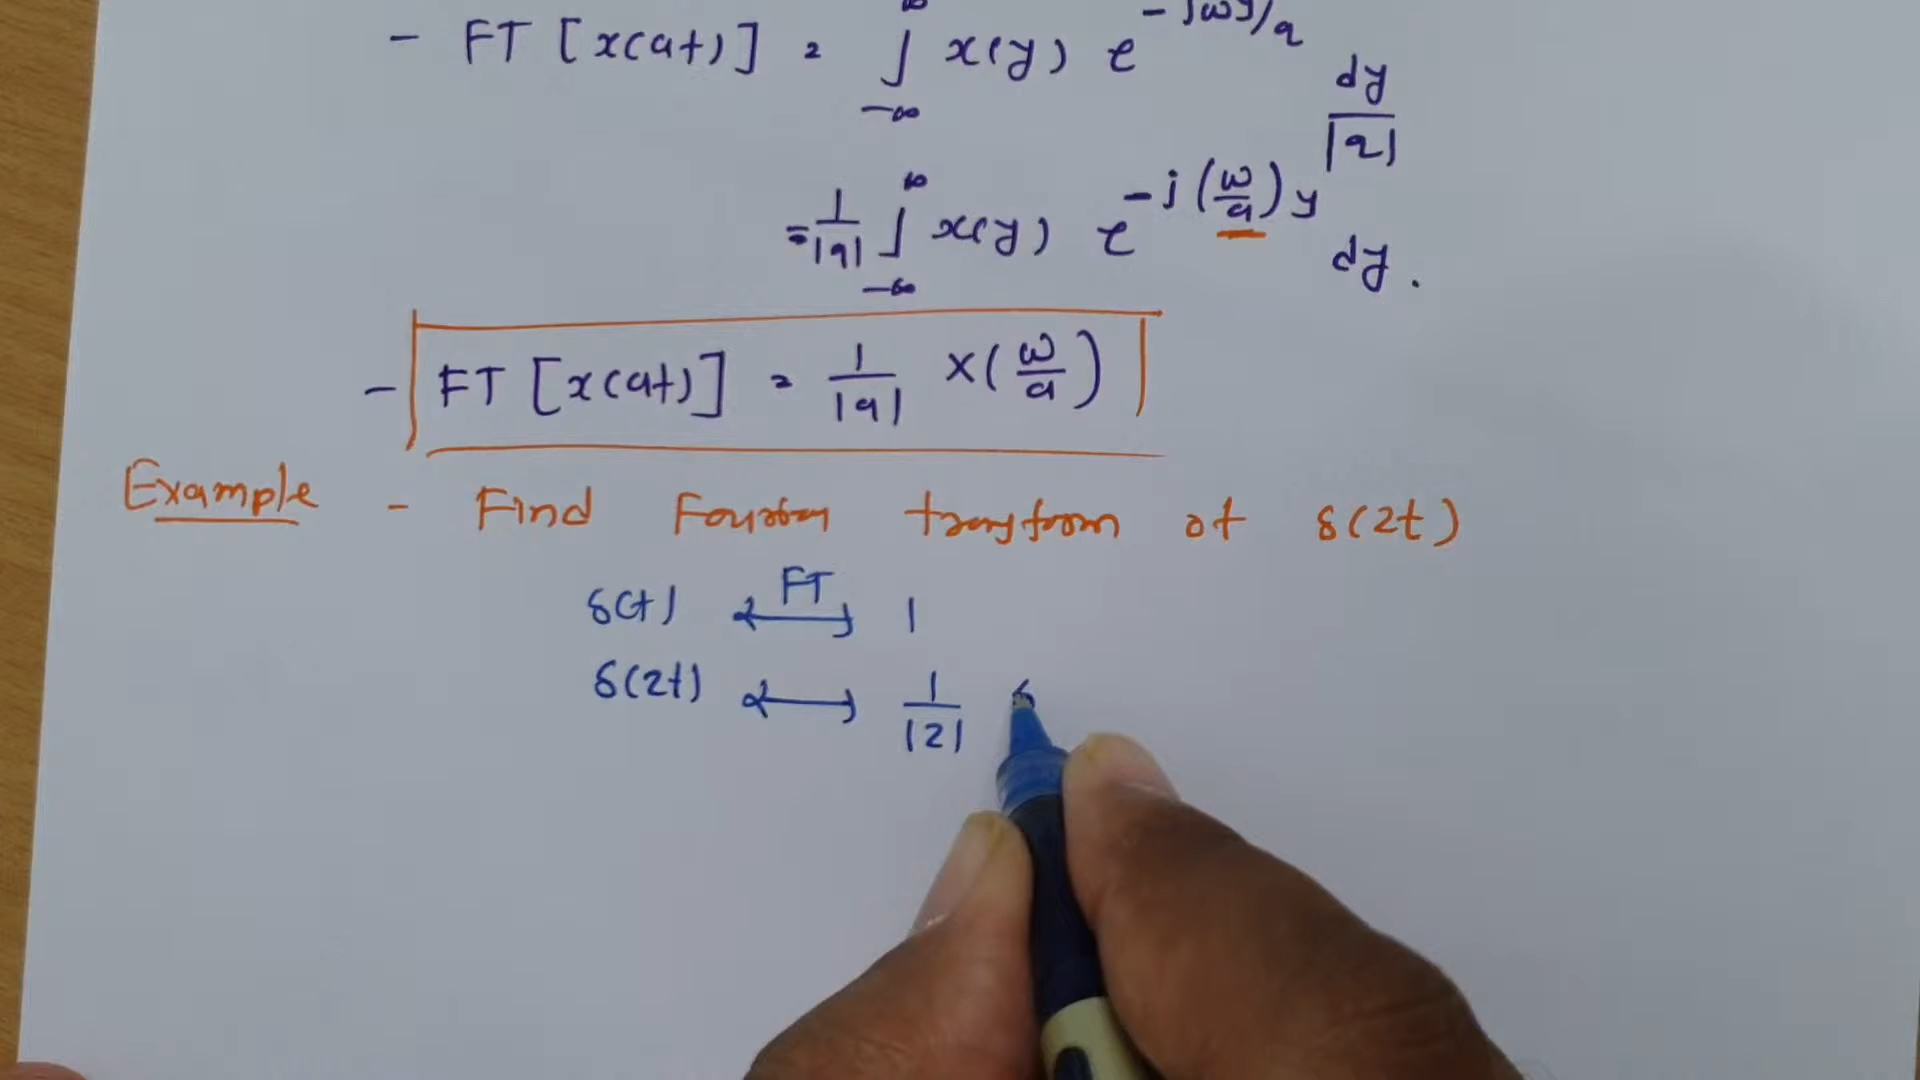 - FT [x(at)] = ∫_{-∞}^{∞} x(y) e^{-jωy/a} dy/|a|
= 1/|a| ∫_{-∞}^{∞} x(y) e^{-j(ω/a)y} dy.
- FT [x(at)] = 1/|a| X(ω/a)
Example - Find Fourier transform of δ(2t)
δ(t) ⟷ FT 1
δ(2t) ⟷ 1/|2|